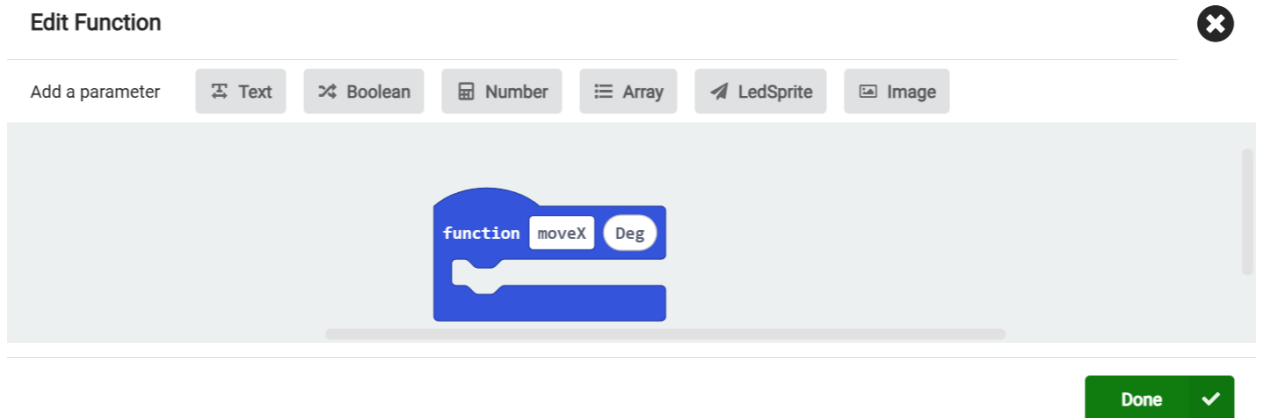 Edit Function
Add a parameter Text Boolean Number Array LedSprite Image
function moveX Deg
Done